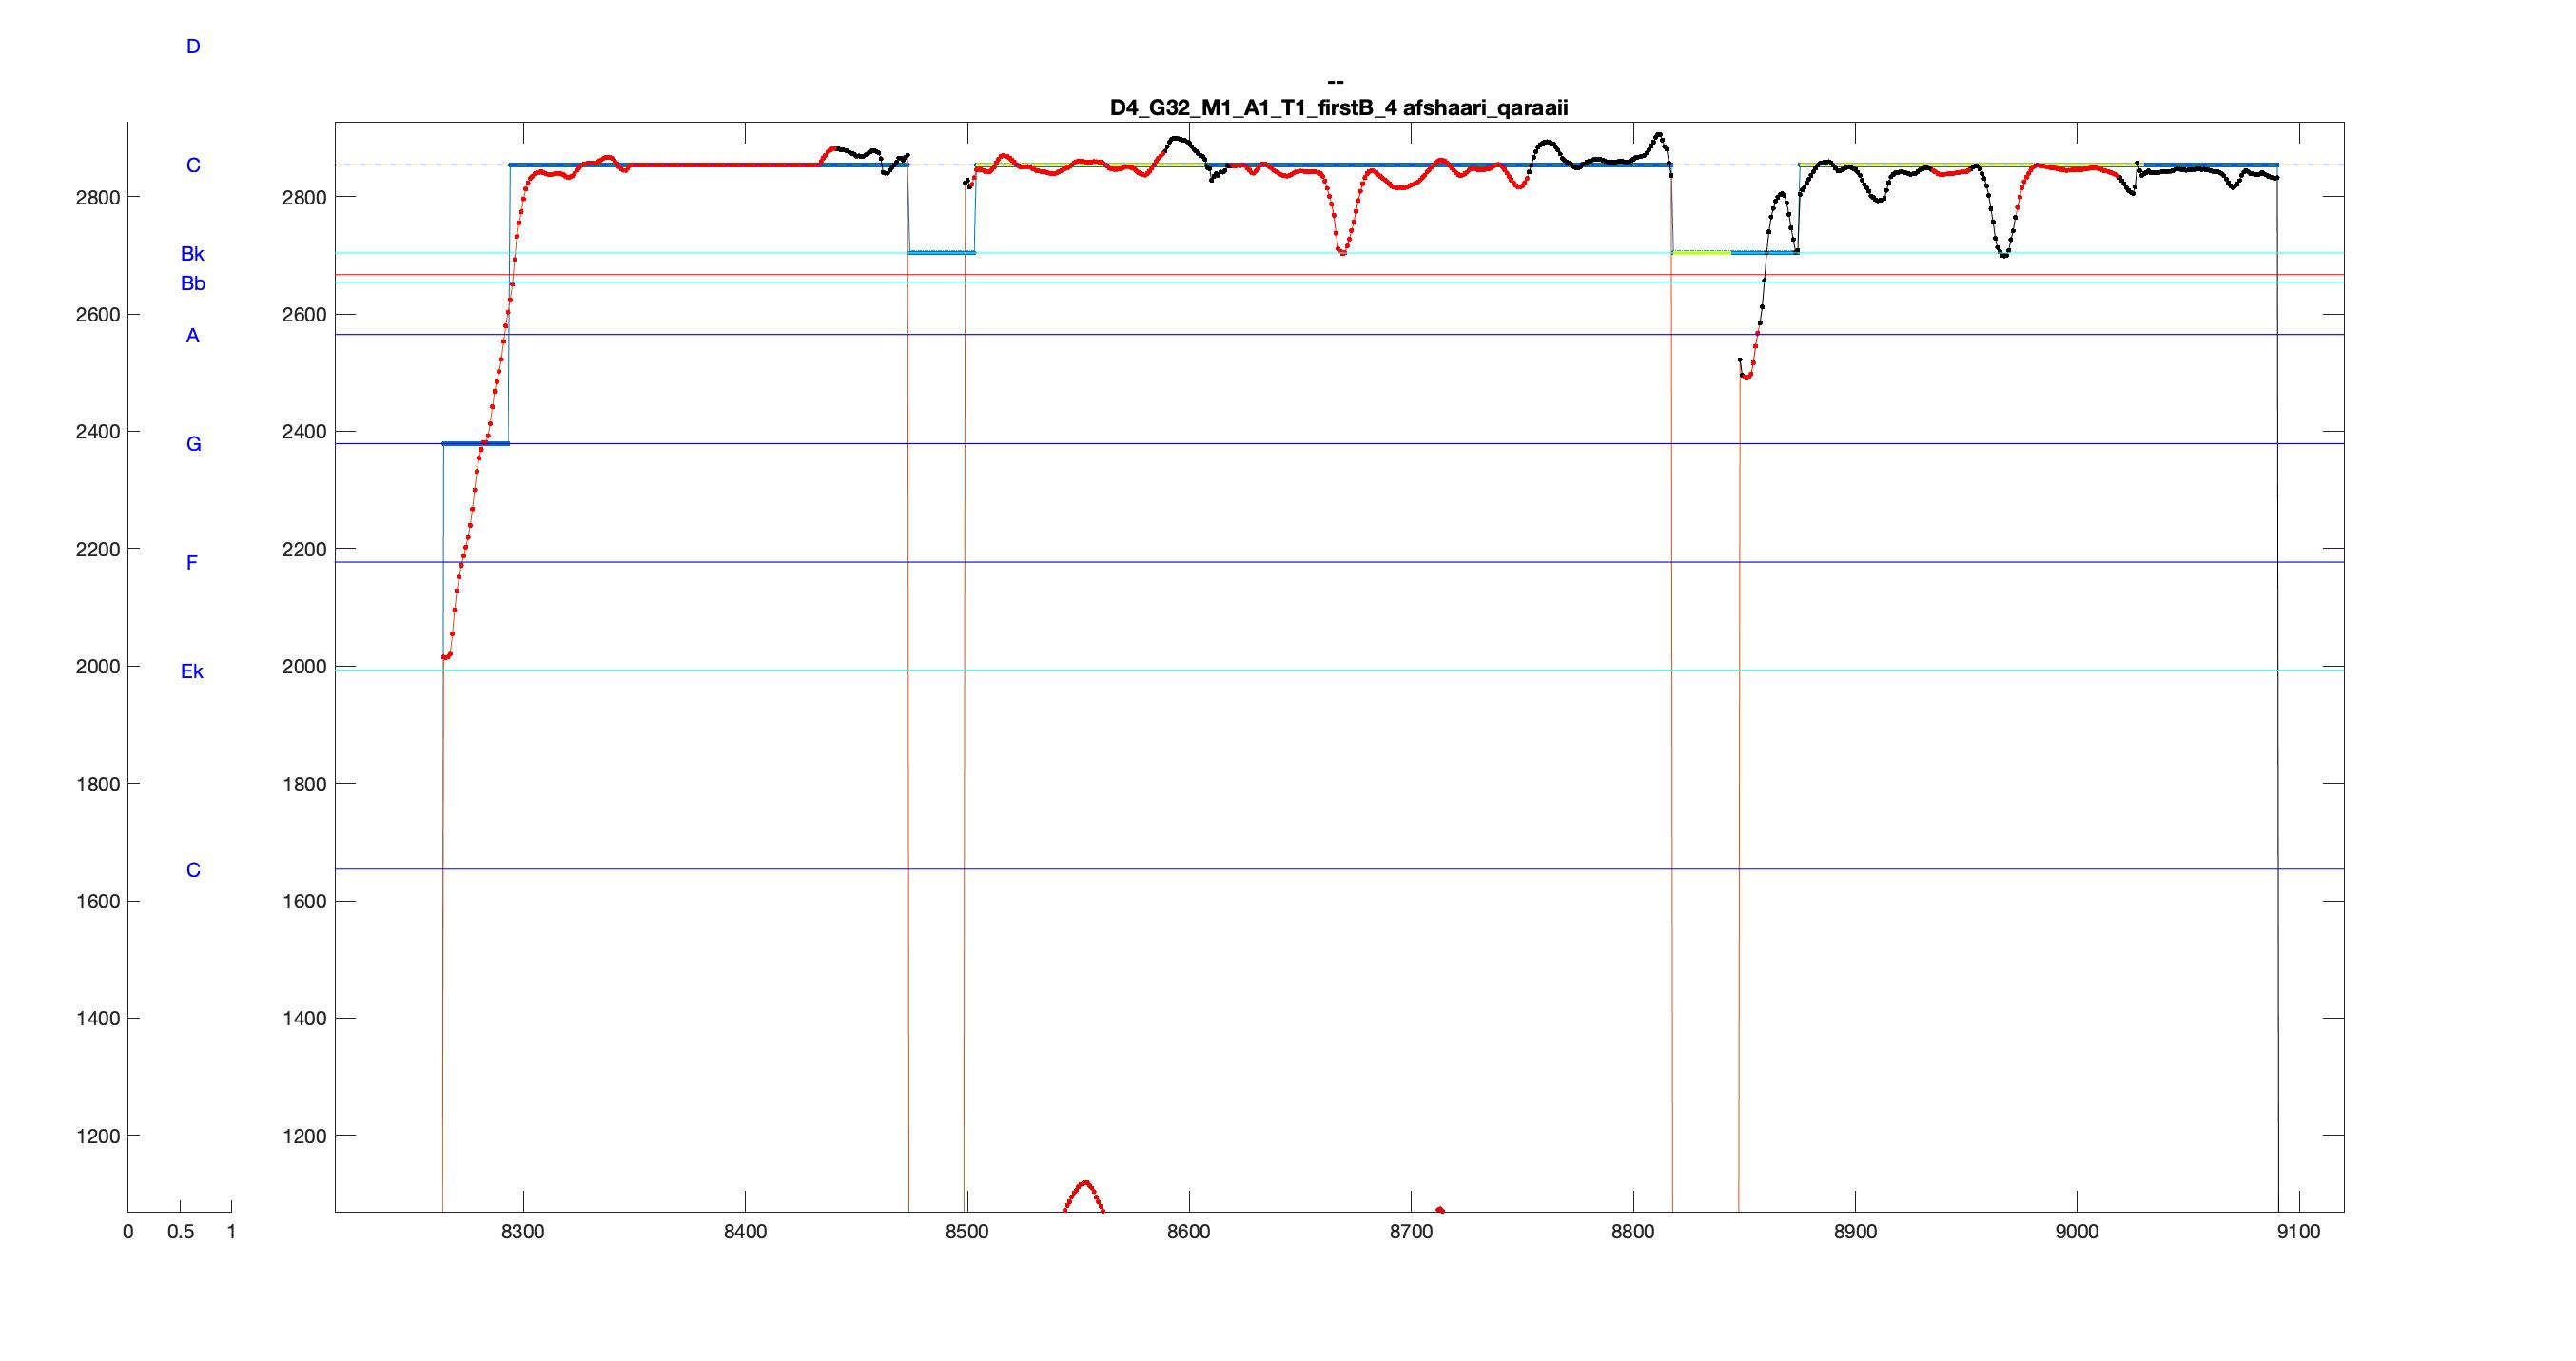 D
--
D4_G32_M1_A1_T1_firstB_4 afshaari_qaraaii
C
2800 2800
Bk
Bb
2600 2600
A
2400 G 2400
2200 2200
F
2000 Ek 2000
1800 1800
C
1600 1600
1400 1400
1200 1200
0 0.5 1 8300 8400 8500 8600 8700 8800 8900 9000 9100